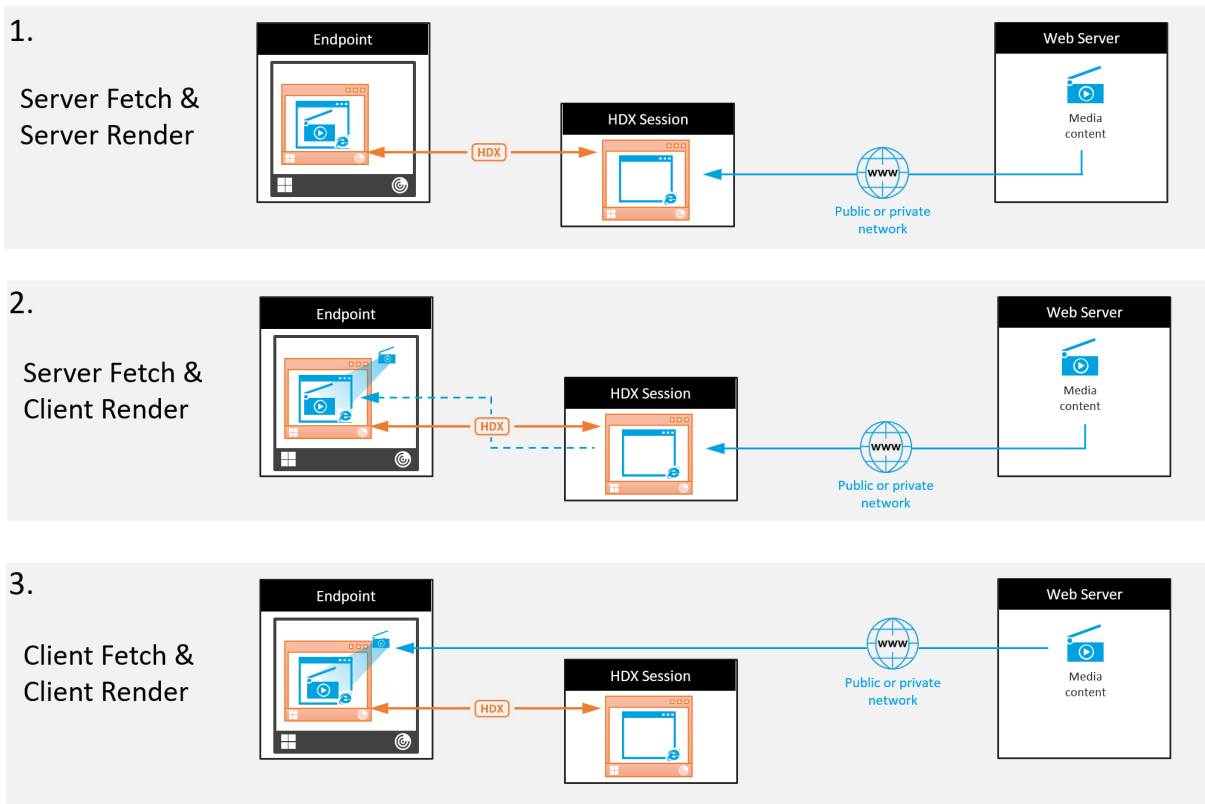 1.
Server Fetch &
Server Render
Endpoint
HDX
HDX Session
www
Public or private
network
Web Server
Media
content
2.
Server Fetch &
Client Render
Endpoint
HDX
HDX Session
www
Public or private
network
Web Server
Media
content
3.
Client Fetch &
Client Render
Endpoint
HDX
HDX Session
www
Public or private
network
Web Server
Media
content